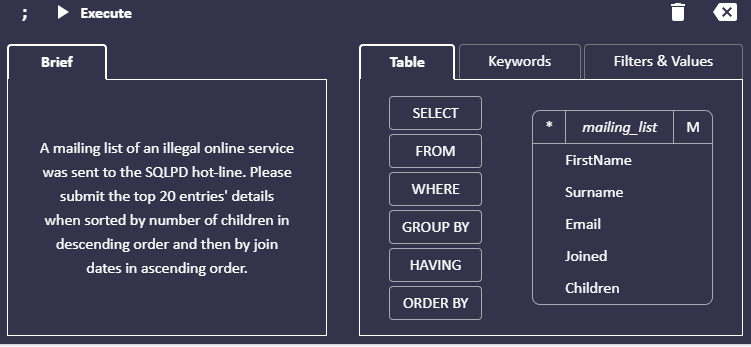 ; Execute
Brief
A mailing list of an illegal online service
was sent to the SQLPD hot-line. Please
submit the top 20 entries' details
when sorted by number of children in
descending order and then by join
dates in ascending order.
Table Keywords Filters & Values
SELECT
FROM
WHERE
GROUP BY
HAVING
ORDER BY
* mailing_list M
FirstName
Surname
Email
Joined
Children